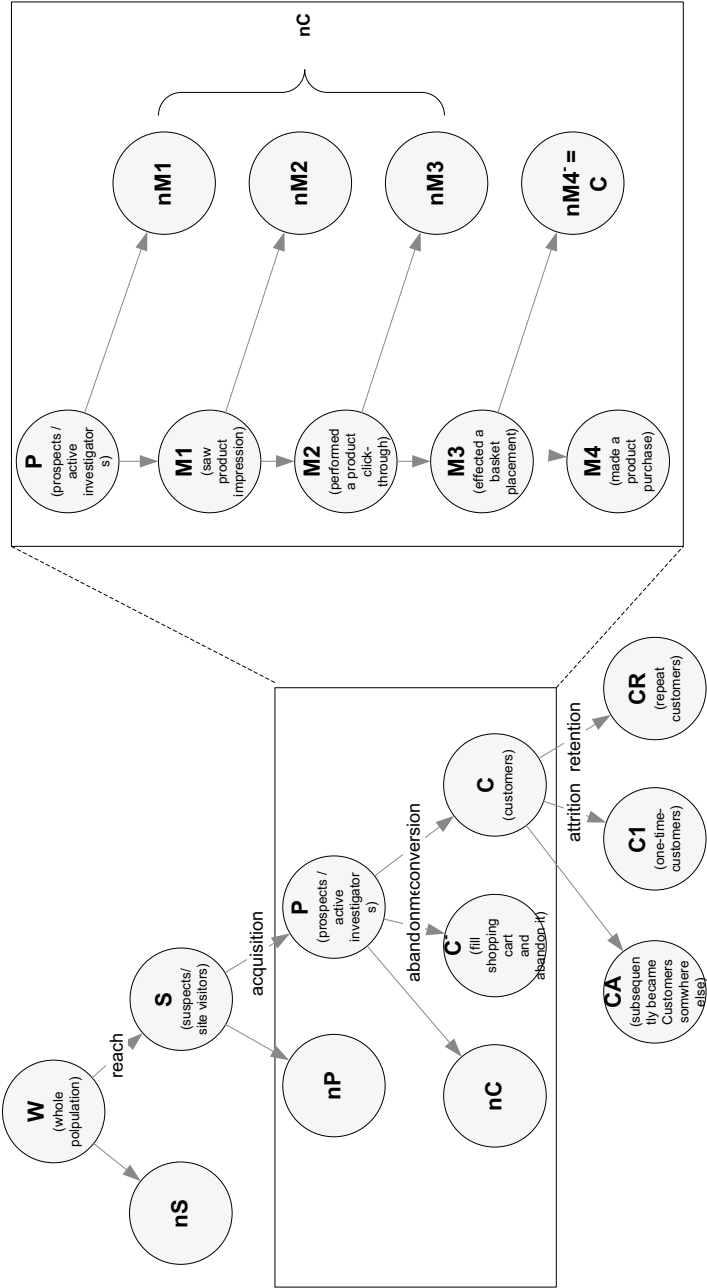 W
(whole
polpulation)
nS
reach
S
(suspects/
site visitors)
acquisition
nP
P
(prospects /
active
investigator
s)
abandonme
conversion
nC
C-
(fill
shopping
cart
and
abandon it)
C
(customers)
attrition
retention
CA
(subsequen
tly became
Customers
somwhere
else)
C1
(one-time-
customers)
CR
(repeat
customers)
P
(prospects /
active
investigator
s)
M1
(saw
product
impression)
M2
(performed
a product
click-
through)
M3
(effected a
basket
placement)
M4
(made a
product
purchase)
nM1
nM2
nM3
nM4- =
C
nC